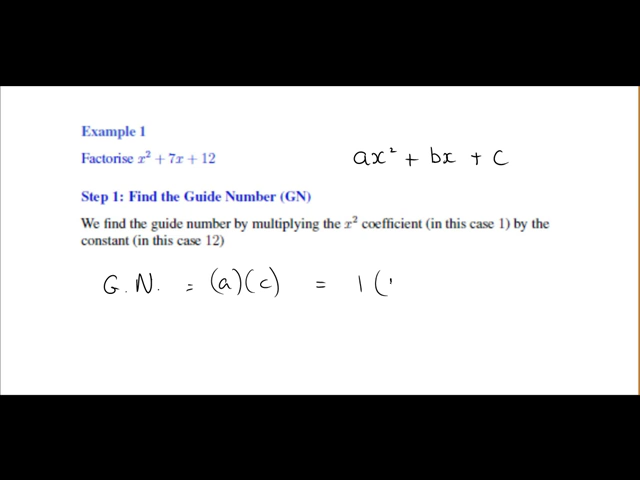 Example 1
Factorise x² + 7x + 12
ax² + bx + c
Step 1: Find the Guide Number (GN)
We find the guide number by multiplying the x² coefficient (in this case 1) by the
constant (in this case 12)
G.N. = (a)(c) = 1(